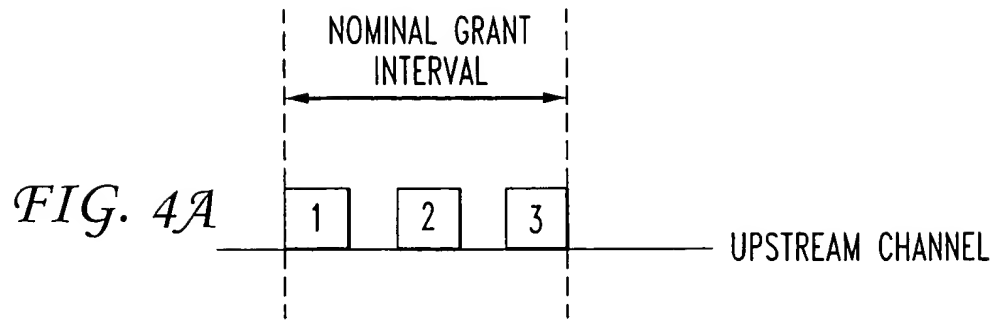 NOMINAL GRANT
INTERVAL
FIG. 4A
1 2 3
UPSTREAM CHANNEL